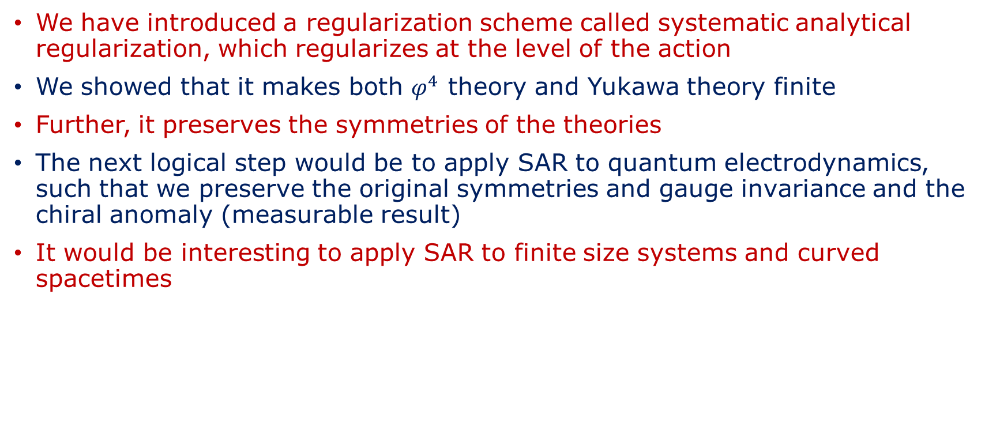 • We have introduced a regularization scheme called systematic analytical
regularization, which regularizes at the level of the action
• We showed that it makes both φ⁴ theory and Yukawa theory finite
• Further, it preserves the symmetries of the theories
• The next logical step would be to apply SAR to quantum electrodynamics,
such that we preserve the original symmetries and gauge invariance and the
chiral anomaly (measurable result)
• It would be interesting to apply SAR to finite size systems and curved
spacetimes